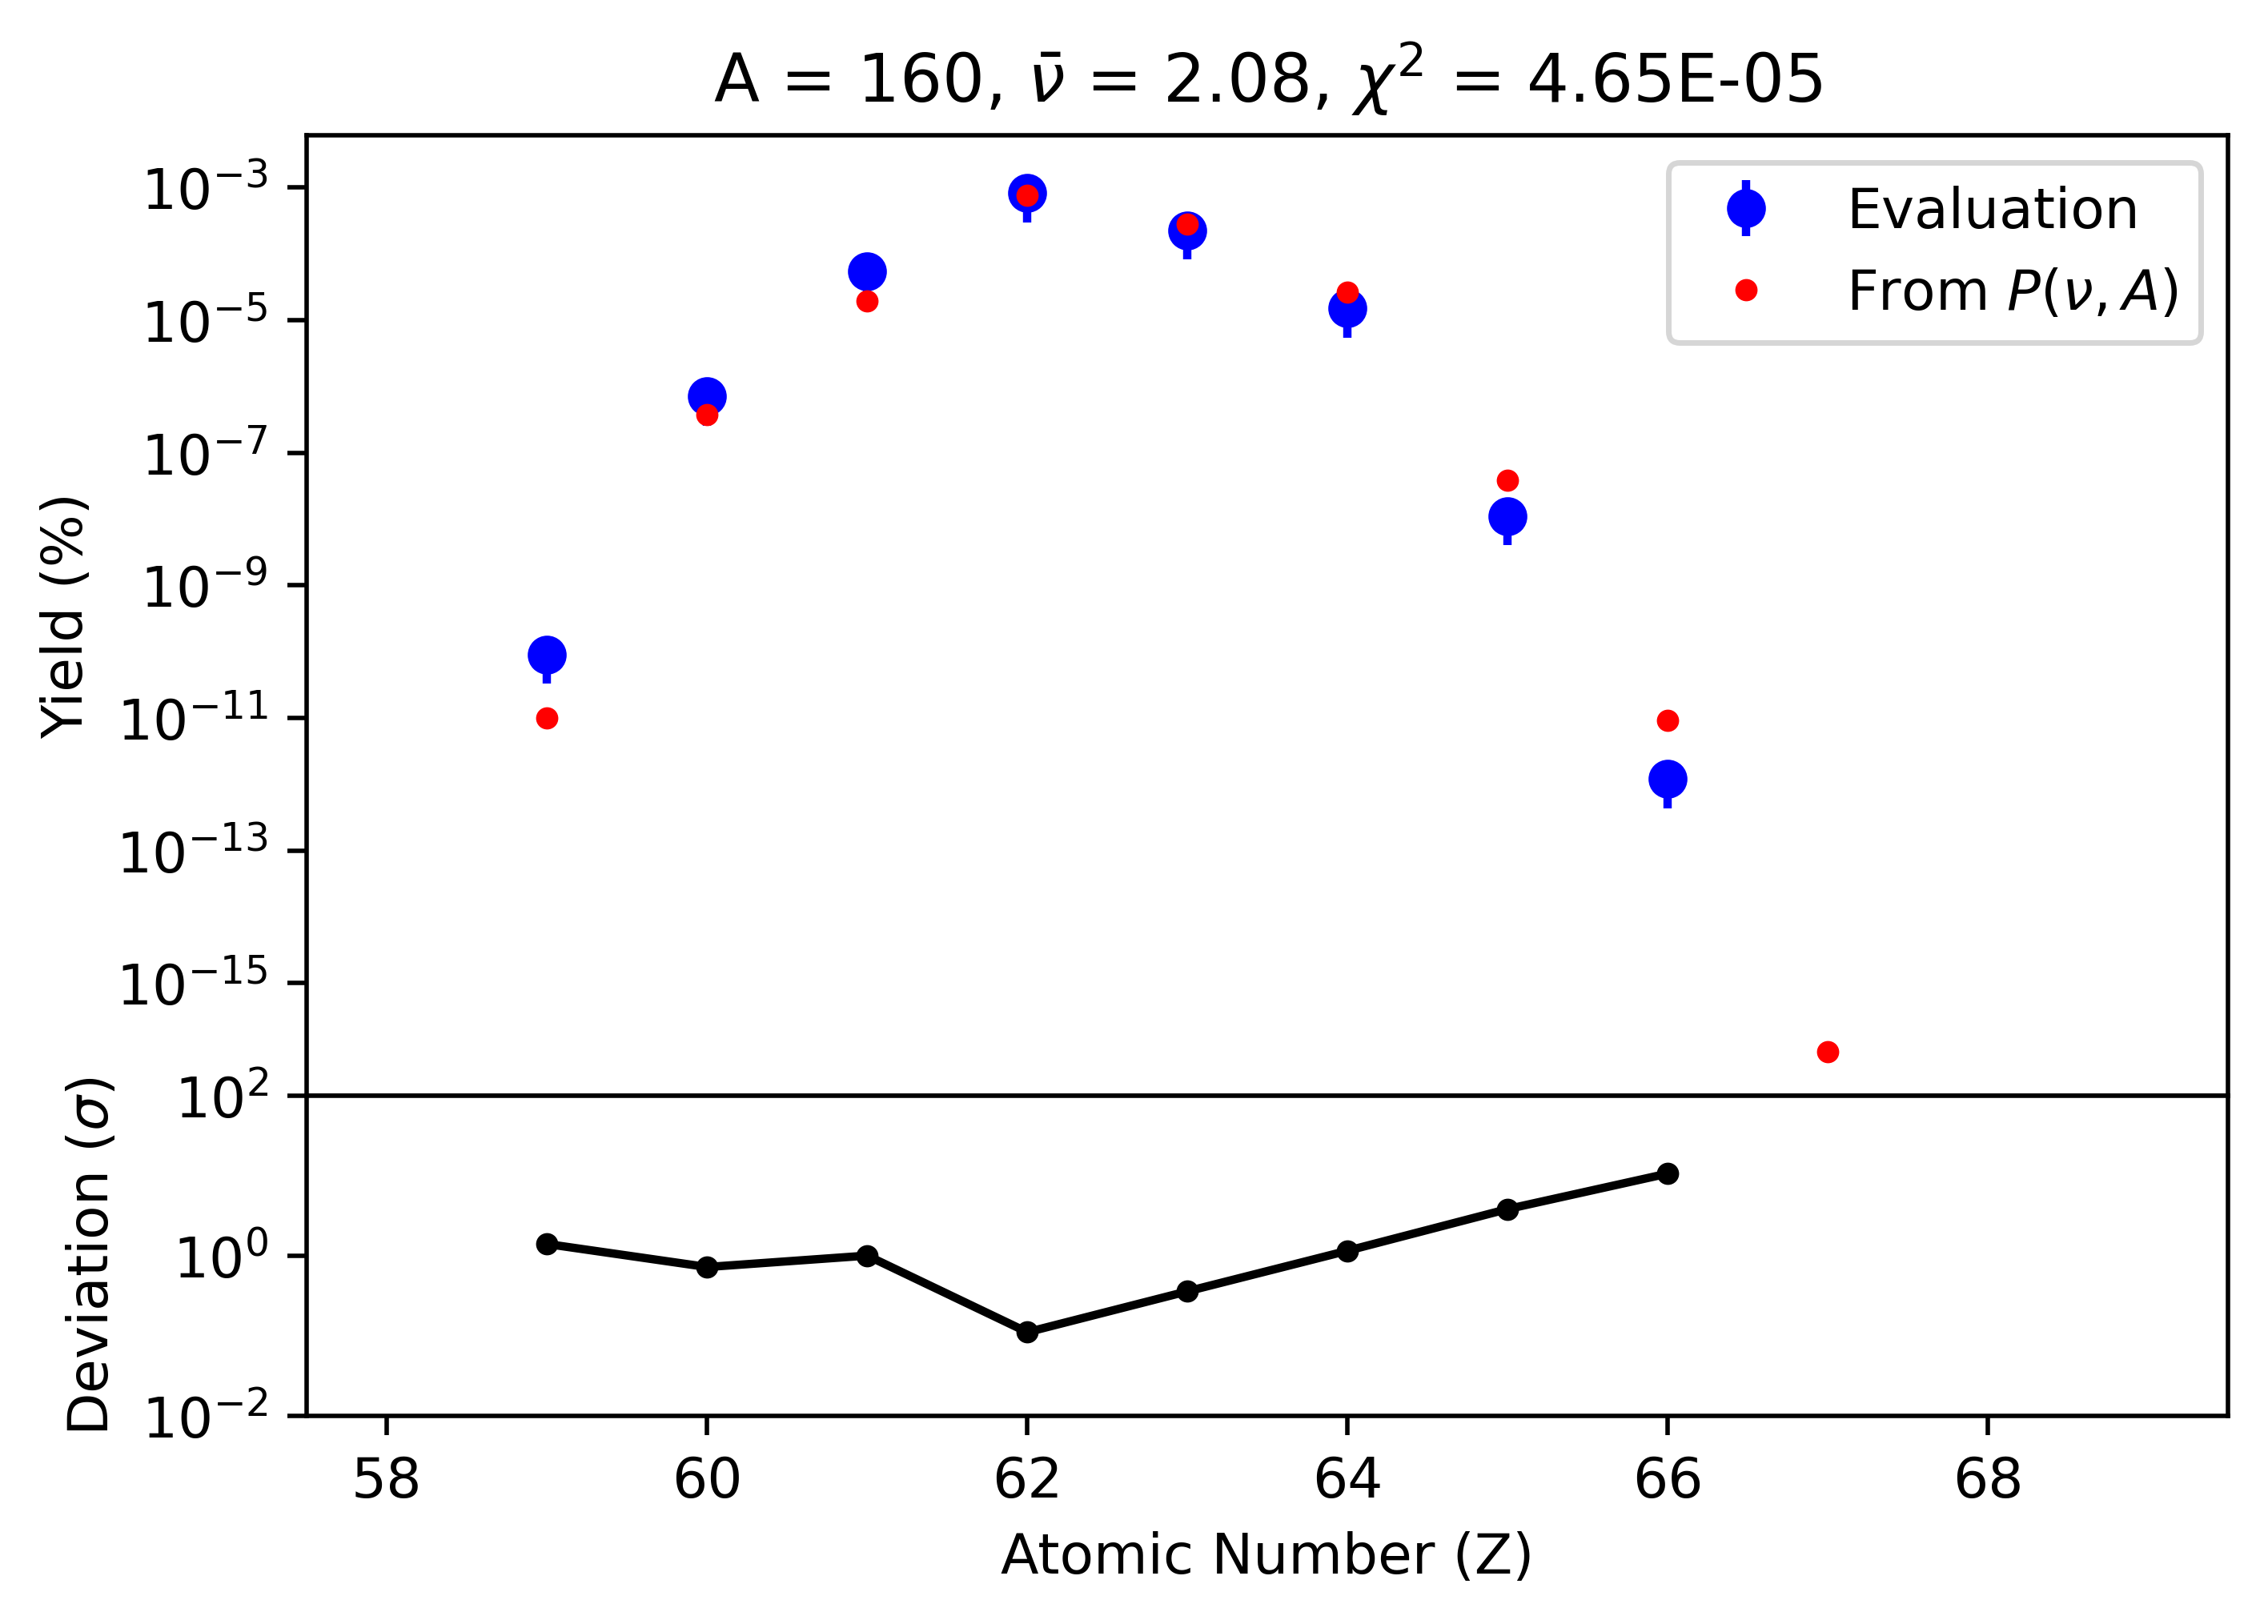 A = 160, ν̄ = 2.08, χ² = 4.65E-05
Evaluation
From P(ν, A)
Yield (%)
10⁻³
10⁻⁵
10⁻⁷
10⁻⁹
10⁻¹¹
10⁻¹³
10⁻¹⁵
Deviation (σ)
10²
10⁰
10⁻²
58 60 62 64 66 68
Atomic Number (Z)